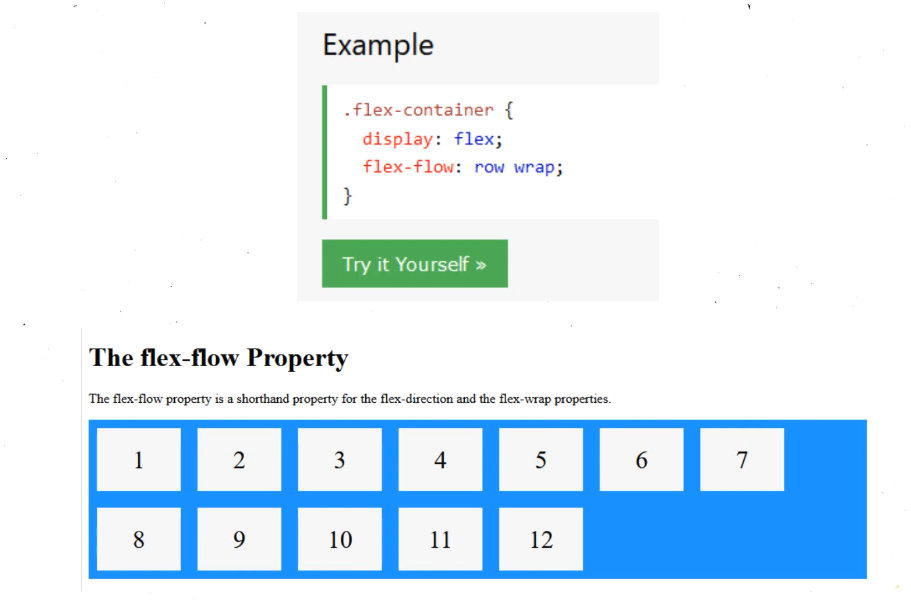 Example
.flex-container {
display: flex;
flex-flow: row wrap;
}
Try it Yourself »
The flex-flow Property
The flex-flow property is a shorthand property for the flex-direction and the flex-wrap properties.
1 2 3 4 5 6 7
8 9 10 11 12